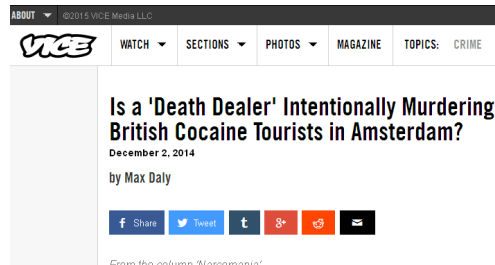 ABOUT ©2015 VICE Media LLC
VICE WATCH SECTIONS PHOTOS MAGAZINE TOPICS: CRIME
Is a 'Death Dealer' Intentionally Murdering
British Cocaine Tourists in Amsterdam?
December 2, 2014
by Max Daly
f Share Tweet t g+
From the column 'Narcomania'